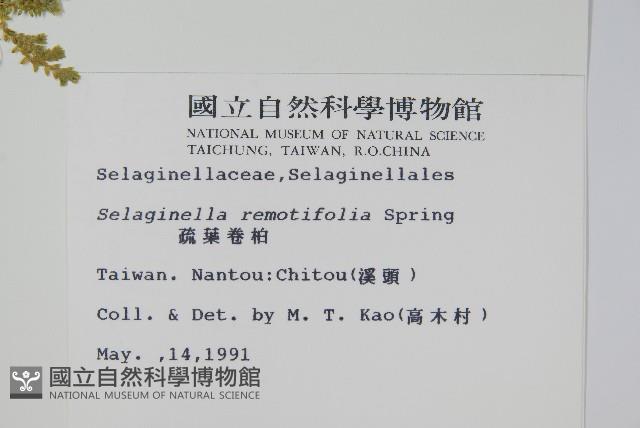 國立自然科學博物館
NATIONAL MUSEUM OF NATURAL SCIENCE
TAICHUNG, TAIWAN, R.O.CHINA
Selaginellaceae,Selaginellales
Selaginella remotifolia Spring
疏葉卷柏
Taiwan. Nantou:Chitou(溪頭)
Coll. & Det. by M. T. Kao(高木村)
May. ,14,1991
國立自然科學博物館
NATIONAL MUSEUM OF NATURAL SCIENCE